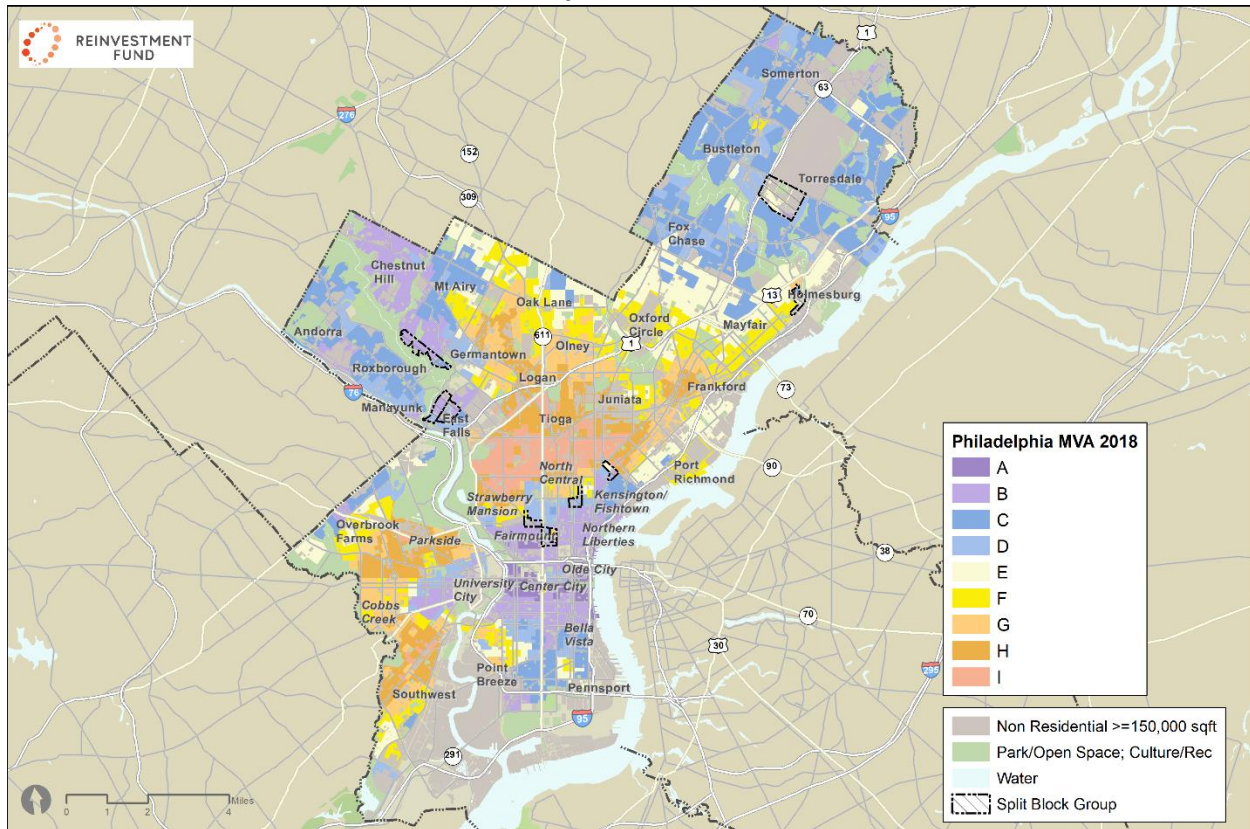 REINVESTMENT
FUND
1
Somerton
63
276
152
Bustleton
Torresdale
309
95
Fox
Chase
Chestnut
Hill
Mt Airy
13
Holmesburg
Oak Lane
Oxford
Circle
Mayfair
Andorra
611
1
Germantown
Olney
Roxborough
Logan
Frankford
73
76
Manayunk
Juniata
East
Falls
Tioga
North
Central
Port
Richmond
90
Strawberry
Mansion
Kensington/
Fishtown
Overbrook
Farms
Parkside
Fairmount
Northern
Liberties
38
Olde City
University
City
Center City
Cobbs
Creek
70
Bella
Vista
30
295
Point
Breeze
Southwest
Pennsport
95
291
Philadelphia MVA 2018
A
B
C
D
E
F
G
H
I
Non Residential >=150,000 sqft
Park/Open Space; Culture/Rec
Water
Split Block Group
Miles
0 1 2 4